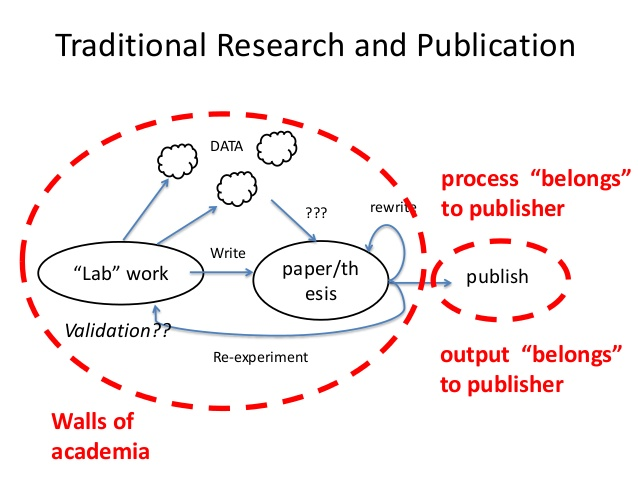 Traditional Research and Publication
DATA
process “belongs”
to publisher
???
rewrite
Write
“Lab” work
paper/th
esis
publish
Validation??
Re-experiment
output “belongs”
to publisher
Walls of
academia